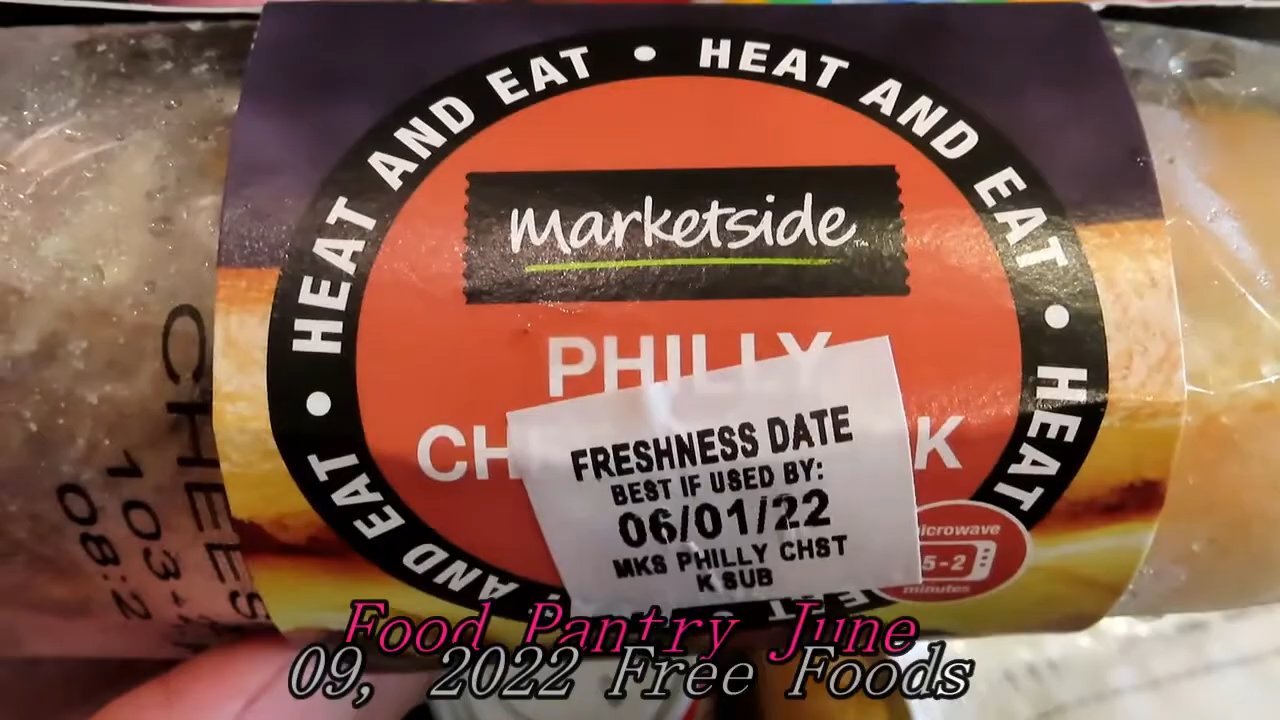 HEAT AND EAT • HEAT AND EAT • HEAT
HEAT AND EAT •
marketside
PHILLY
CH K
FRESHNESS DATE
BEST IF USED BY:
06/01/22
MKS PHILLY CHST
K SUB
microwave
5-2
minutes
CHEES
103
08:2
Food Pantry June
09, 2022 Free Foods